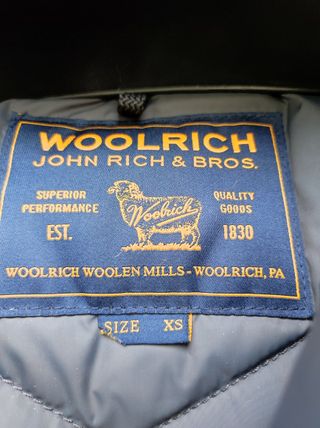 WOOLRICH
JOHN RICH & BROS.
SUPERIOR PERFORMANCE
EST.
Woolrich
QUALITY GOODS
1830
WOOLRICH WOOLEN MILLS - WOOLRICH, PA
SIZE XS